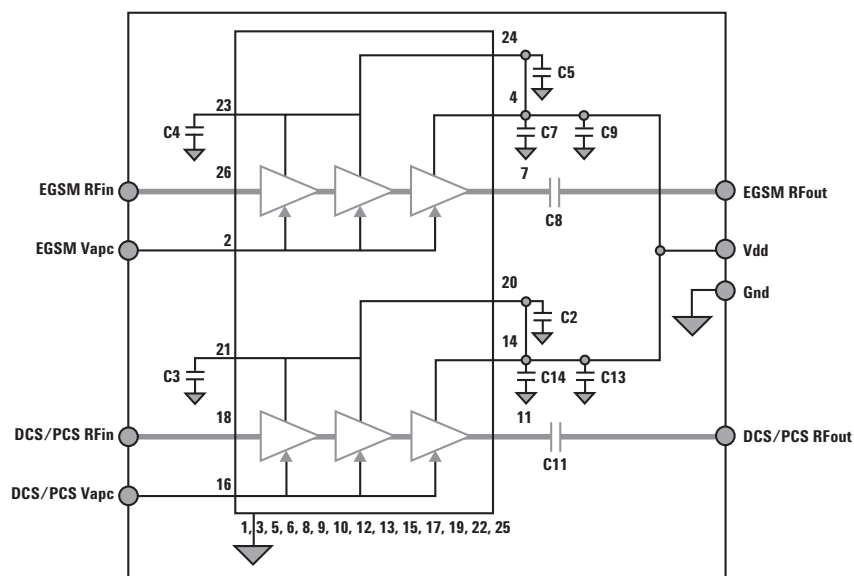 24
C5
23
4
C4
C7
C9
26
7
EGSM RFin
EGSM RFout
C8
EGSM Vapc
2
Vdd
20
Gnd
C2
21
14
C3
C14
C13
18
11
DCS/PCS RFin
DCS/PCS RFout
C11
16
DCS/PCS Vapc
1, 3, 5, 6, 8, 9, 10, 12, 13, 15, 17, 19, 22, 25